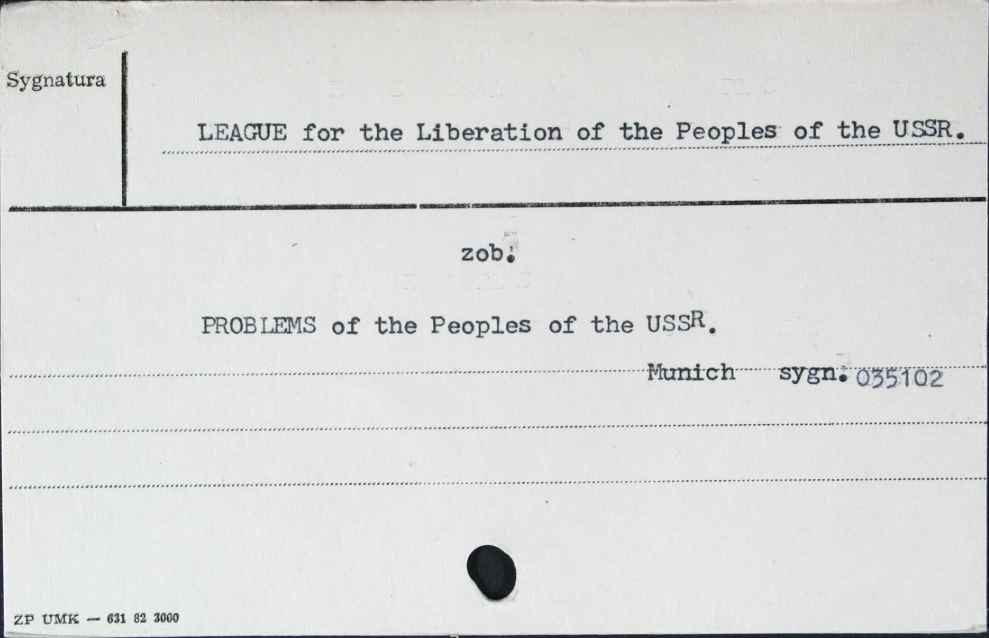 Sygnatura
LEAGUE for the Liberation of the Peoples of the USSR.
zob.
PROBLEMS of the Peoples of the USSR.
Munich sygn. 035102
ZP UMK — 631 82 3000